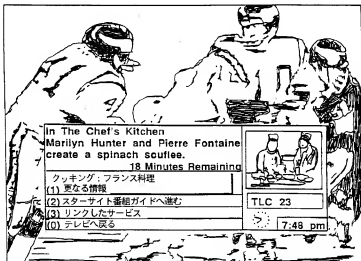 In The Chef's Kitchen
Marilyn Hunter and Pierre Fontaine
create a spinach souflee.
18 Minutes Remaining
クッキング：フランス料理
(1) 更なる情報
(2) スターサイト番組ガイドへ進む
(3) リンクしたサービス
(0) テレビへ戻る
TLC 23
7:48 pm